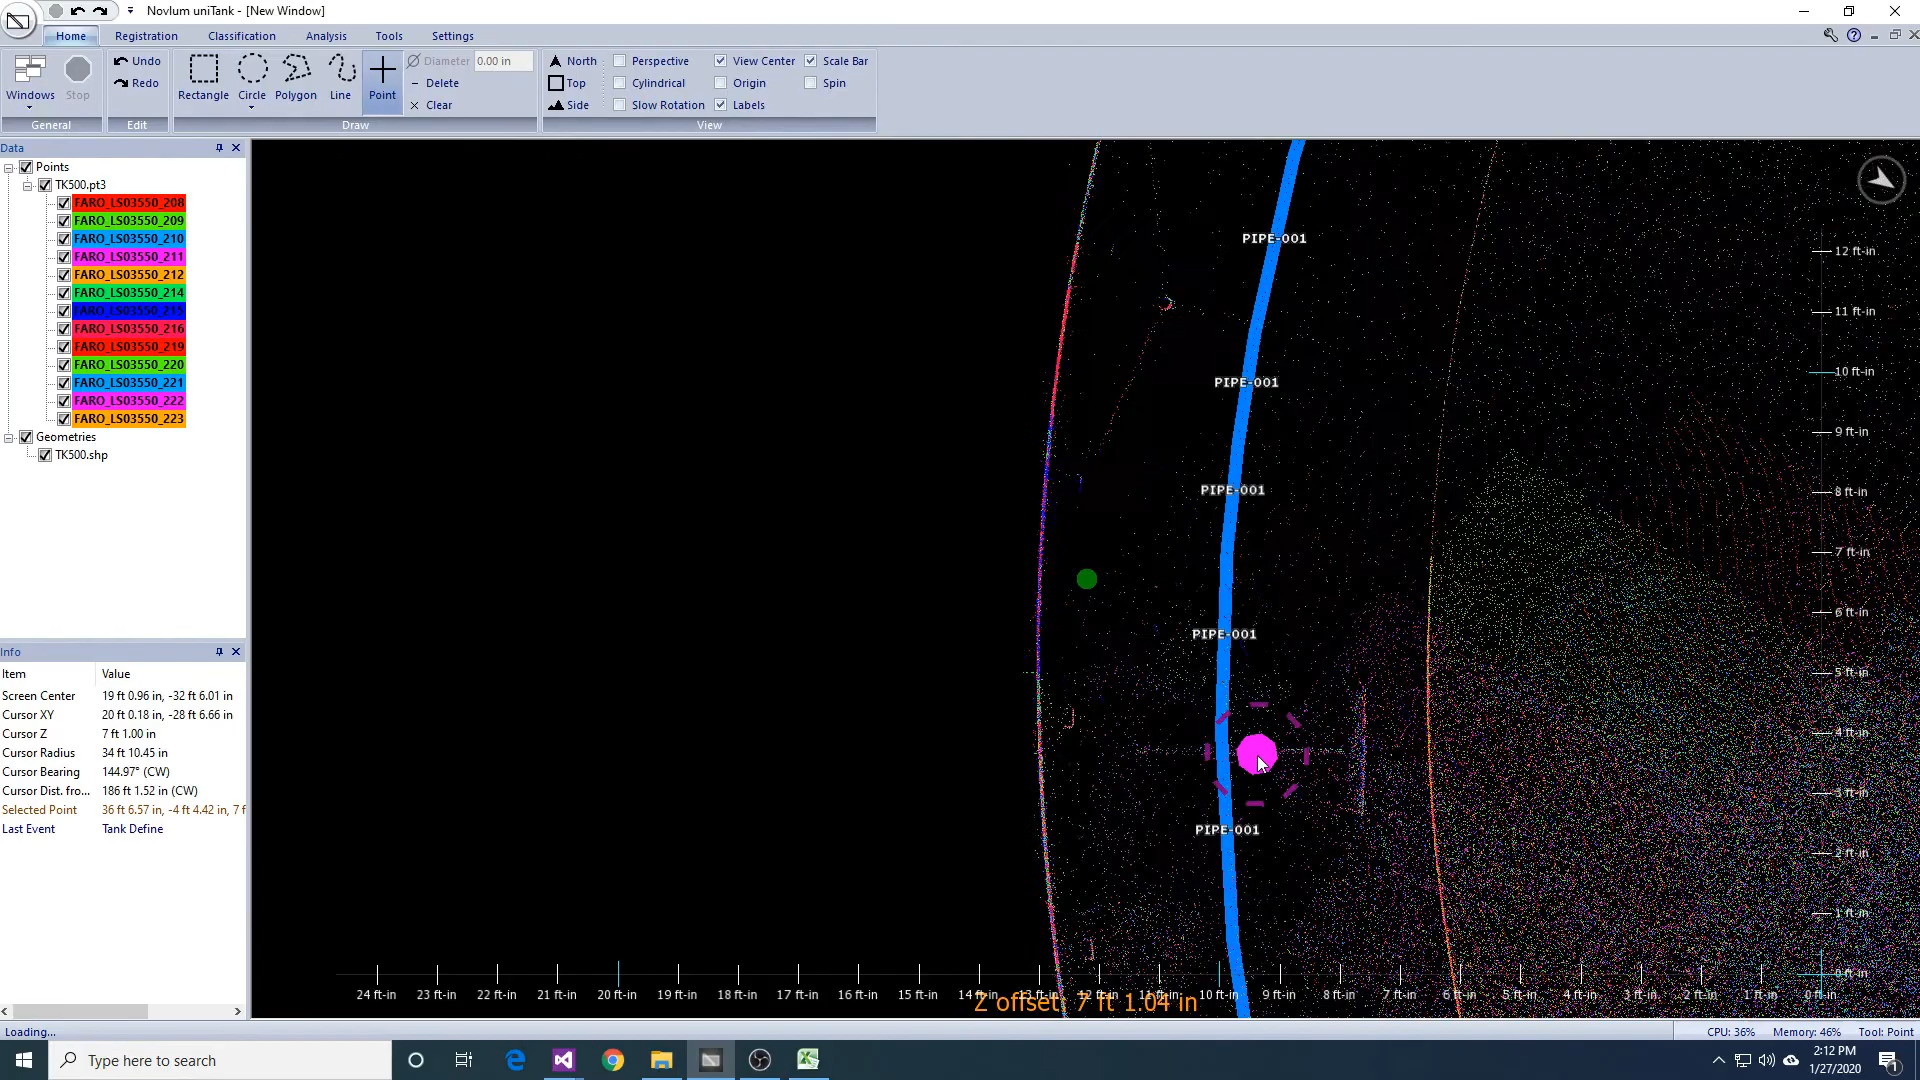 Novlum uniTank - [New Window]
Home Registration Classification Analysis Tools Settings
Windows Stop
General
Undo
Redo
Edit
Rectangle Circle Polygon Line Point
Diameter 0.00 in
Delete
Clear
Draw
North Perspective View Center Scale Bar
Top Cylindrical Origin Spin
Side Slow Rotation Labels
View
Data
Points
TK500.pt3
FARO_LS03550_208
FARO_LS03550_209
FARO_LS03550_210
FARO_LS03550_211
FARO_LS03550_212
FARO_LS03550_214
FARO_LS03550_215
FARO_LS03550_216
FARO_LS03550_219
FARO_LS03550_220
FARO_LS03550_221
FARO_LS03550_222
FARO_LS03550_223
Geometries
TK500.shp
Info
Item Value
Screen Center 19 ft 0.96 in, -32 ft 6.01 in
Cursor XY 20 ft 0.18 in, -28 ft 6.66 in
Cursor Z 7 ft 1.00 in
Cursor Radius 34 ft 10.45 in
Cursor Bearing 144.97° (CW)
Cursor Dist. fro... 186 ft 1.52 in (CW)
Selected Point 36 ft 6.57 in, -4 ft 4.42 in, 7 f
Last Event Tank Define
PIPE-001
PIPE-001
PIPE-001
PIPE-001
PIPE-001
12 ft-in
11 ft-in
10 ft-in
9 ft-in
8 ft-in
7 ft-in
6 ft-in
5 ft-in
4 ft-in
3 ft-in
2 ft-in
1 ft-in
0 ft-in
24 ft-in 23 ft-in 22 ft-in 21 ft-in 20 ft-in 19 ft-in 18 ft-in 17 ft-in 16 ft-in 15 ft-in 14 ft-in 13 ft-in 12 ft-in 11 ft-in 10 ft-in 9 ft-in 8 ft-in 7 ft-in 6 ft-in 5 ft-in 4 ft-in 3 ft-in 2 ft-in 1 ft-in 0 ft-in
Z offset: 7 ft 1.04 in
Loading... CPU: 36% Memory: 46% Tool: Point
Type here to search
2:12 PM
1/27/2020
1